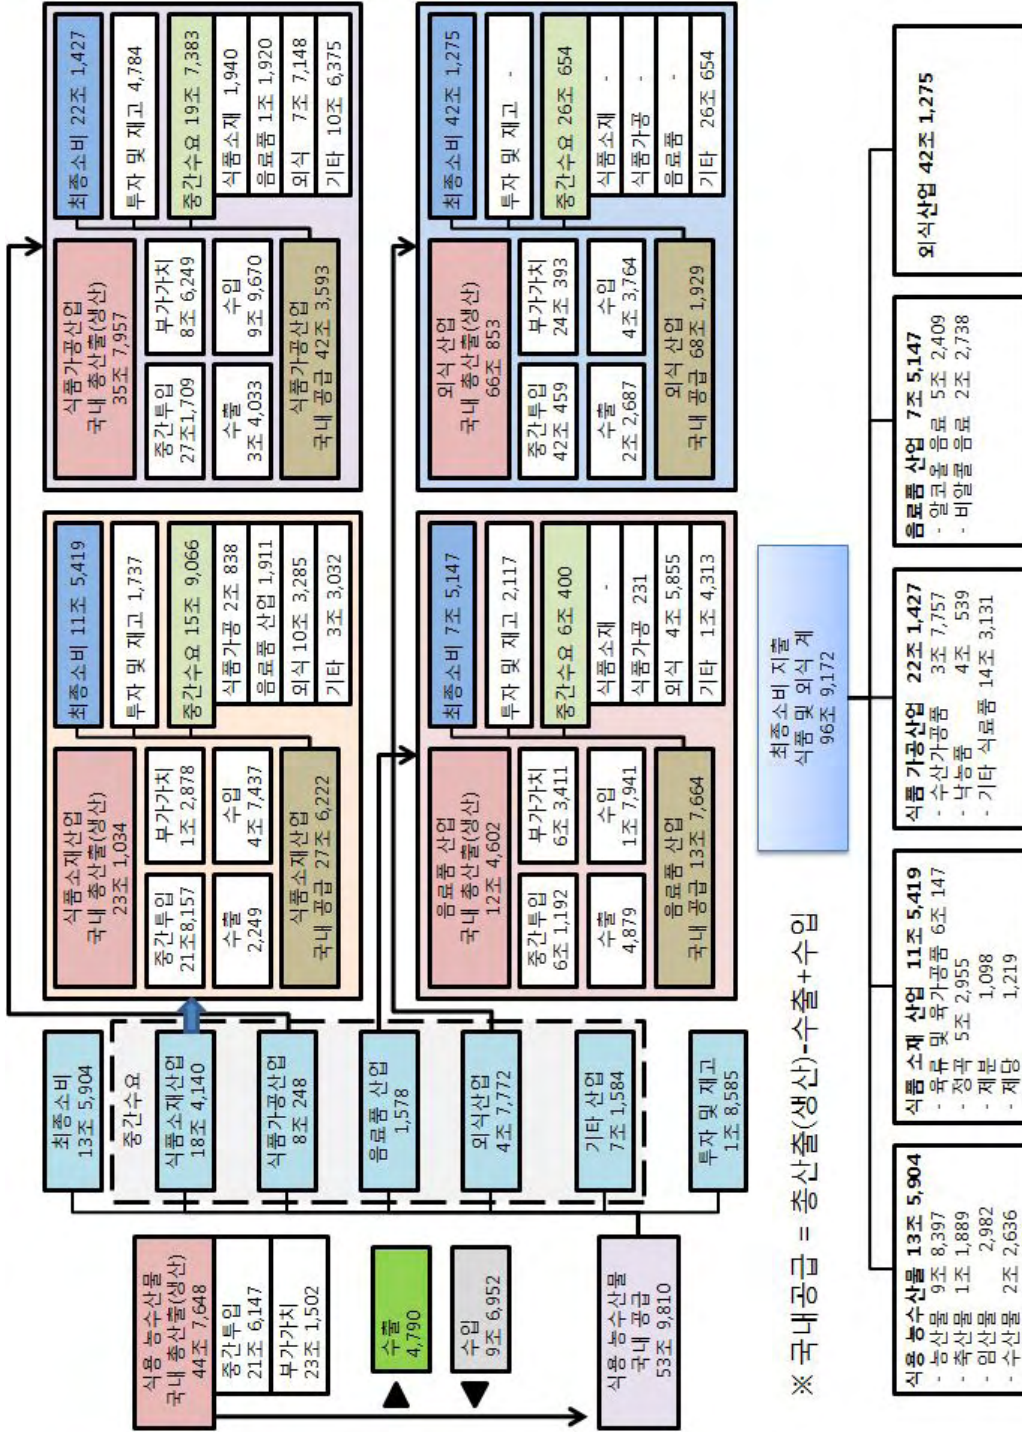 식용 농수산물
국내 총산출(생산)
44조 7,648
중간투입
21조 6,147
부가가치
23조 1,502
수출
4,790
수입
9조 6,952
식용 농수산물
국내 공급
53조 9,810
최종소비
13조 5,904
중간수요
식품소재산업
18조 4,140
식품가공산업
8조 248
음료품 산업
1,578
외식산업
4조 7,772
기타 산업
7조 1,584
투자 및 재고
1조 8,585
식품소재산업
국내 총산출(생산)
23조 1,034
중간투입
21조8,157
부가가치
1조 2,878
수출
2,249
수입
4조 7,437
식품소재산업
국내 공급 27조 6,222
최종소비 11조 5,419
투자 및 재고 1,737
중간수요 15조 9,066
식품가공 2조 838
음료품 산업 1,911
외식 10조 3,285
기타 3조 3,032
식품가공산업
국내 총산출(생산)
35조 7,957
중간투입
27조1,709
부가가치
8조 6,249
수출
3조 4,033
수입
9조 9,670
식품가공산업
국내 공급 42조 3,593
최종소비 22조 1,427
투자 및 재고 4,784
중간수요 19조 7,383
식품소재 1,940
음료품 1조 1,920
외식 7조 7,148
기타 10조 6,375
음료품 산업
국내 총산출(생산)
12조 4,602
중간투입
6조 1,192
부가가치
6조 3,411
수출
4,879
수입
1조 7,941
음료품 산업
국내 공급 13조 7,664
최종소비 7조 5,147
투자 및 재고 2,117
중간수요 6조 400
식품소재 -
식품가공 231
외식 4조 5,855
기타 1조 4,313
외식 산업
국내 총산출(생산)
66조 853
중간투입
42조 459
부가가치
24조 393
수출
2조 2,687
수입
4조 3,764
외식 산업
국내 공급 68조 1,929
최종소비 42조 1,275
투자 및 재고 -
중간수요 26조 654
식품소재 -
식품가공 -
음료품 -
기타 26조 654
※ 국내공급 = 총산출(생산)-수출+수입
최종소비 지출
식품 및 외식 계
96조 9,172
식용 농수산물 13조 5,904
- 농산물 9조 8,397
- 축산물 1조 1,889
- 임산물 2,982
- 수산물 2조 2,636
식품 소재 산업 11조 5,419
- 육류 및 육가공품 6조 147
- 정곡 5조 2,955
- 제분 1,098
- 제당 1,219
식품 가공산업 22조 1,427
- 수산가공품 3조 7,757
- 낙농품 4조 539
- 기타 식료품 14조 3,131
음료품 산업 7조 5,147
- 알코올 음료 5조 2,409
- 비알콜 음료 2조 2,738
외식산업 42조 1,275